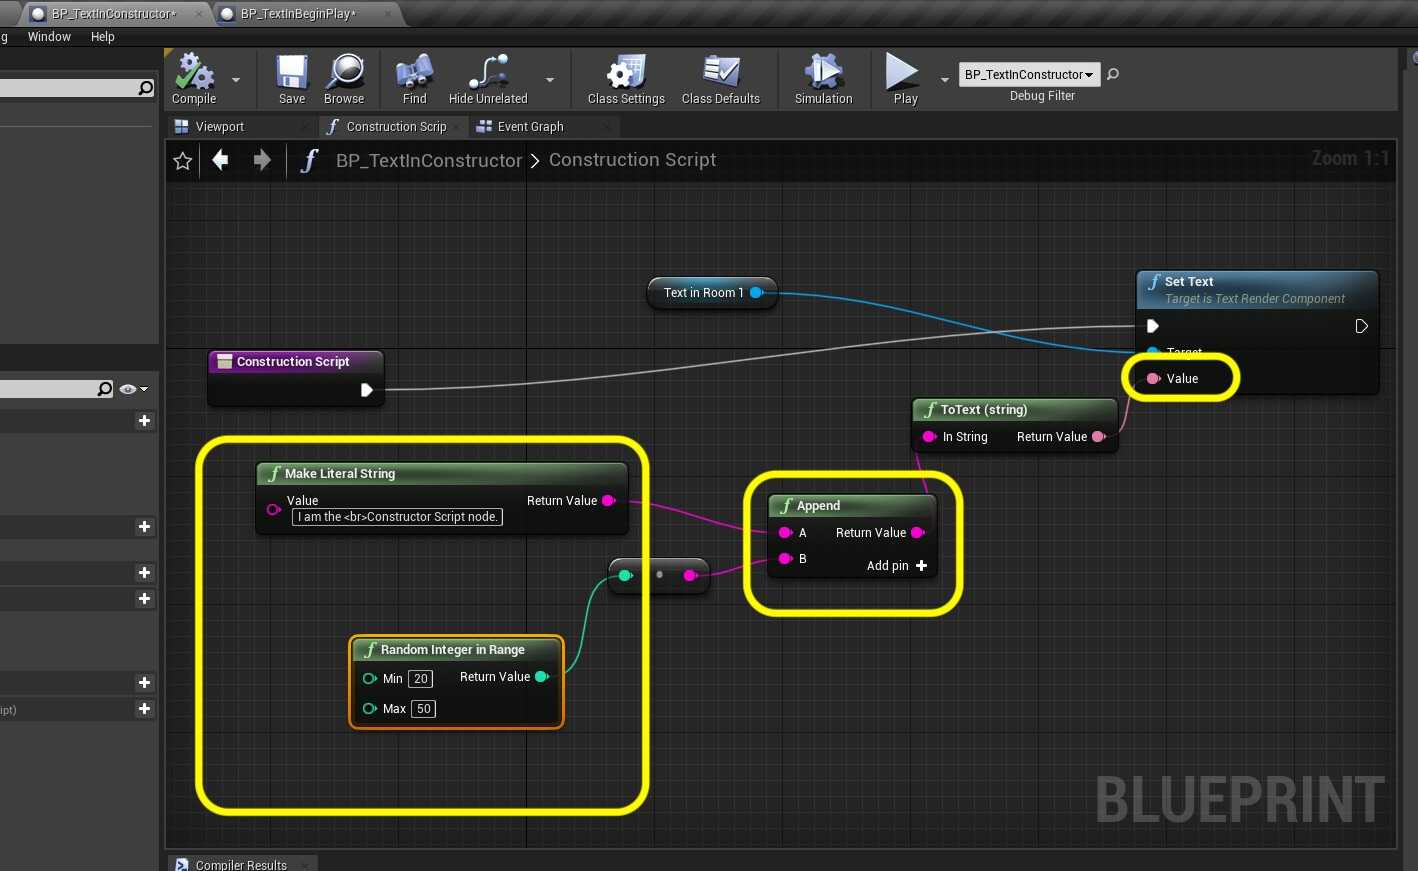 BP_TextInConstructor*
BP_TextInBeginPlay*
g
Window
Help
Compile
Save
Browse
Find
Hide Unrelated
Class Settings
Class Defaults
Simulation
Play
BP_TextInConstructor
Debug Filter
Viewport
Construction Scrip
Event Graph
BP_TextInConstructor > Construction Script
Zoom 1:1
Text in Room 1
Set Text
Target is Text Render Component
Target
Value
Construction Script
ToText (string)
In String
Return Value
Make Literal String
Value
Return Value
I am the <br>Constructor Script node.
Append
A
Return Value
B
Add pin
Random Integer in Range
Min 20
Return Value
Max 50
ipt)
BLUEPRINT
Compiler Results